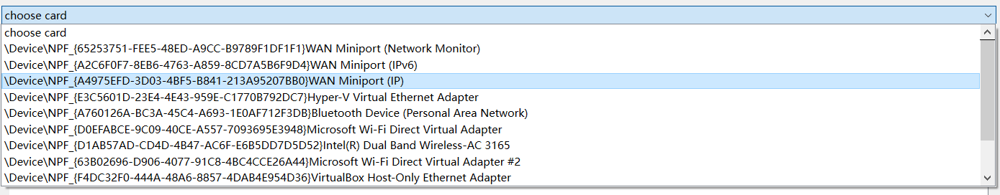 choose card
choose card
\Device\NPF_{65253751-FEE5-48ED-A9CC-B9789F1DF1F1}WAN Miniport (Network Monitor)
\Device\NPF_{A2C6F0F7-8EB6-4763-A859-8CD7A5B6F9D4}WAN Miniport (IPv6)
\Device\NPF_{A4975EFD-3D03-4BF5-B841-213A95207BB0}WAN Miniport (IP)
\Device\NPF_{E3C5601D-23E4-4E43-959E-C1770B792DC7}Hyper-V Virtual Ethernet Adapter
\Device\NPF_{A760126A-BC3A-45C4-A693-1E0AF712F3DB}Bluetooth Device (Personal Area Network)
\Device\NPF_{D0EFABCE-9C09-40CE-A557-7093695E3948}Microsoft Wi-Fi Direct Virtual Adapter
\Device\NPF_{D1AB57AD-CD4D-4B47-AC6F-E6B5DD7D5D52}Intel(R) Dual Band Wireless-AC 3165
\Device\NPF_{63B02696-D906-4077-91C8-4BC4CCE26A44}Microsoft Wi-Fi Direct Virtual Adapter #2
\Device\NPF_{F4DC32F0-444A-48A6-8857-4DAB4E954D36}VirtualBox Host-Only Ethernet Adapter